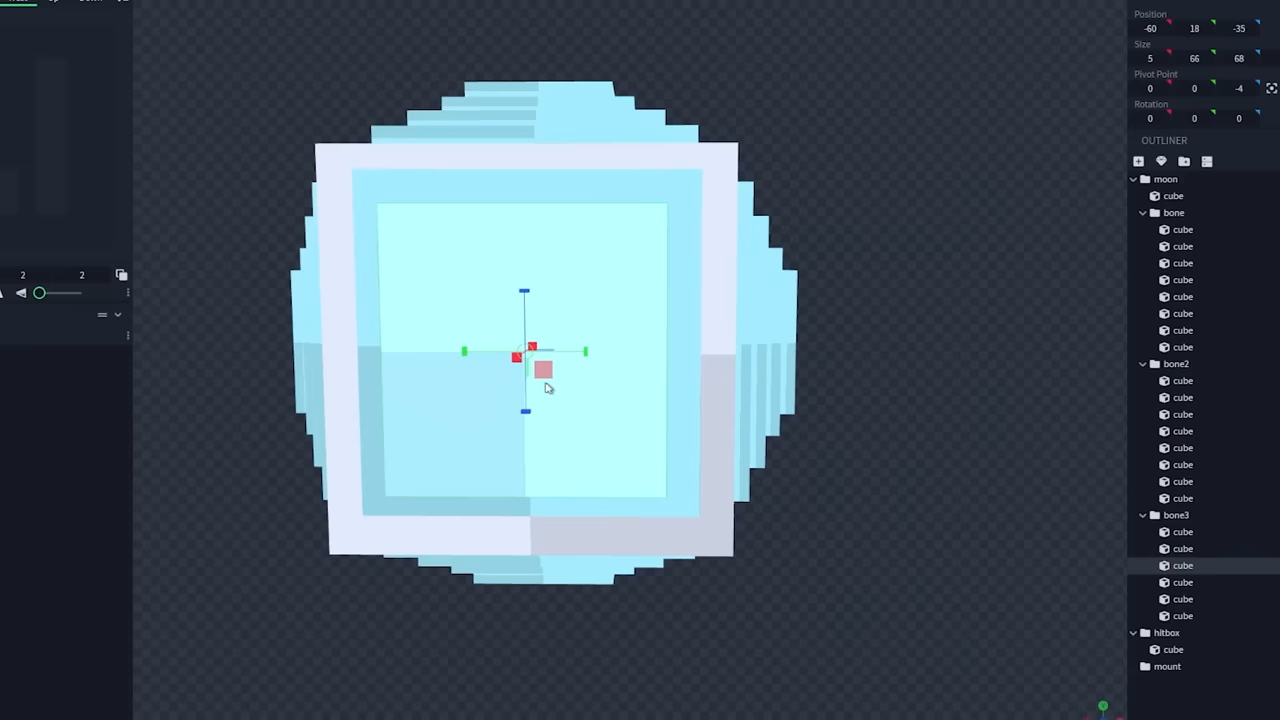 Position
-60 18 -35
Size
5 66 68
Pivot Point
0 0 -4
Rotation
0 0 0
OUTLINER
moon
cube
bone
cube
cube
cube
cube
cube
cube
cube
cube
bone2
cube
cube
cube
cube
cube
cube
cube
cube
bone3
cube
cube
cube
cube
cube
cube
hitbox
cube
mount
2 2